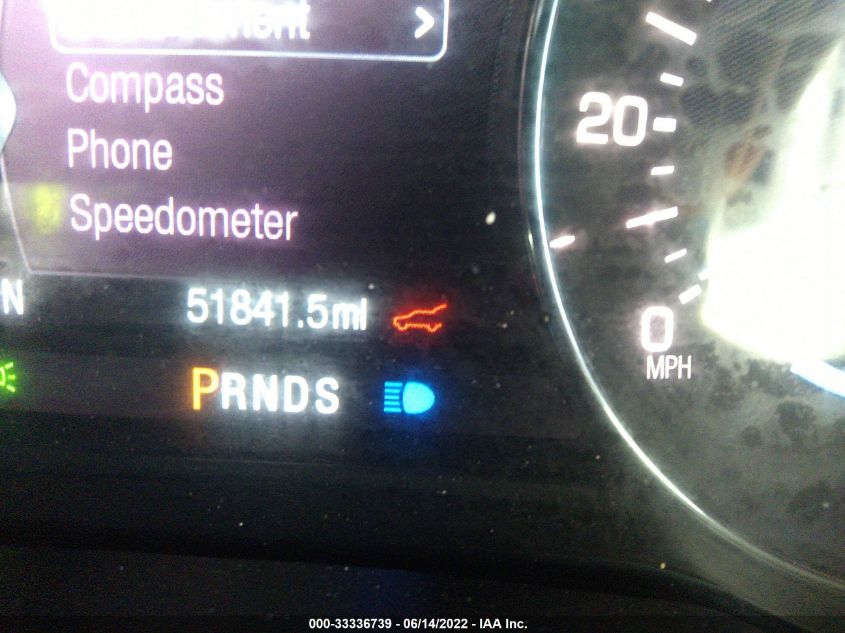 Compass
Phone
Speedometer
N 51841.5mi
PRNDS
20
0
MPH
000-33336739 - 06/14/2022 - IAA Inc.